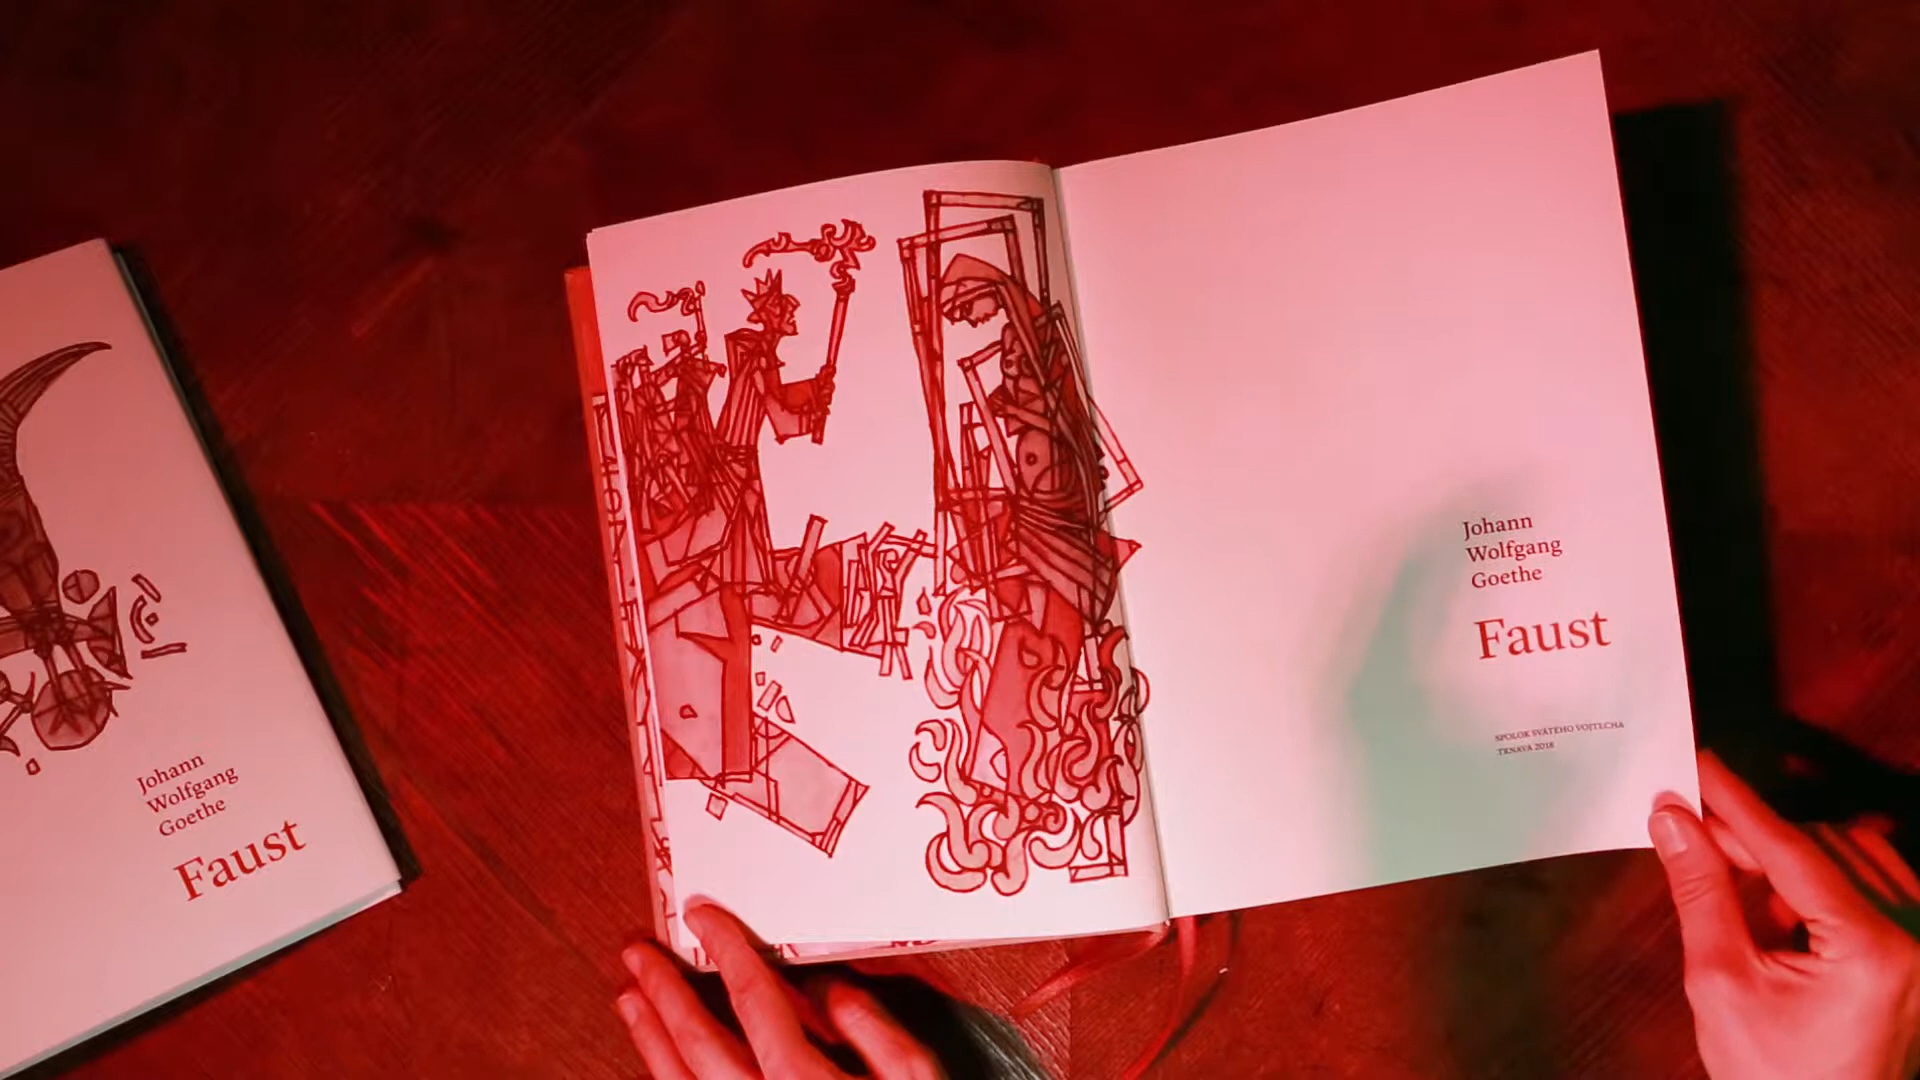 Johann
Wolfgang
Goethe
Faust
Johann
Wolfgang
Goethe
Faust
SPOLOK SVÄTÉHO VOJTECHA
TRNAVA 2018